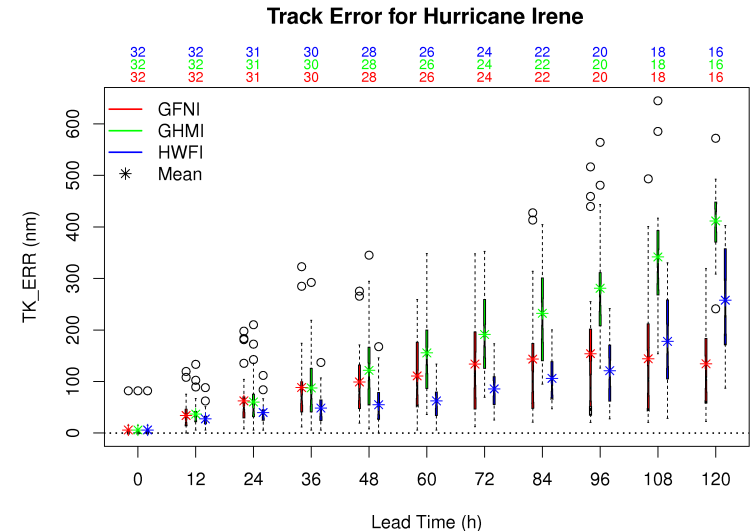 Track Error for Hurricane Irene
32 32 31 30 28 26 24 22 20 18 16
32 32 31 30 28 26 24 22 20 18 16
32 32 31 30 28 26 24 22 20 18 16
GFNI
GHMI
HWFI
Mean
TK_ERR (nm)
600
500
400
300
200
100
0
0 12 24 36 48 60 72 84 96 108 120
Lead Time (h)